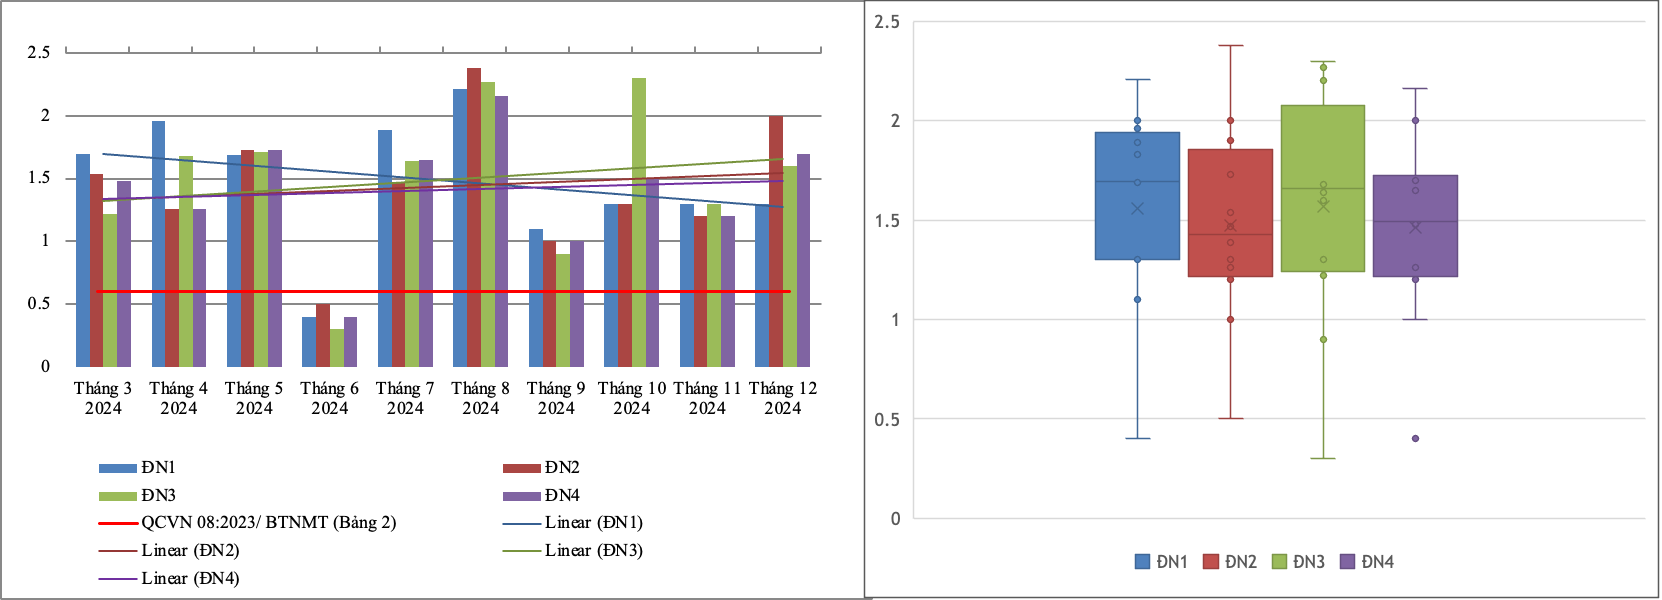 2.5
2
1.5
1
0.5
0
Tháng 3 2024
Tháng 4 2024
Tháng 5 2024
Tháng 6 2024
Tháng 7 2024
Tháng 8 2024
Tháng 9 2024
Tháng 10 2024
Tháng 11 2024
Tháng 12 2024
ĐN1
ĐN2
ĐN3
ĐN4
QCVN 08:2023/ BTNMT (Bảng 2)
Linear (ĐN1)
Linear (ĐN2)
Linear (ĐN3)
Linear (ĐN4)
2.5
2
1.5
1
0.5
0
ĐN1 ĐN2 ĐN3 ĐN4